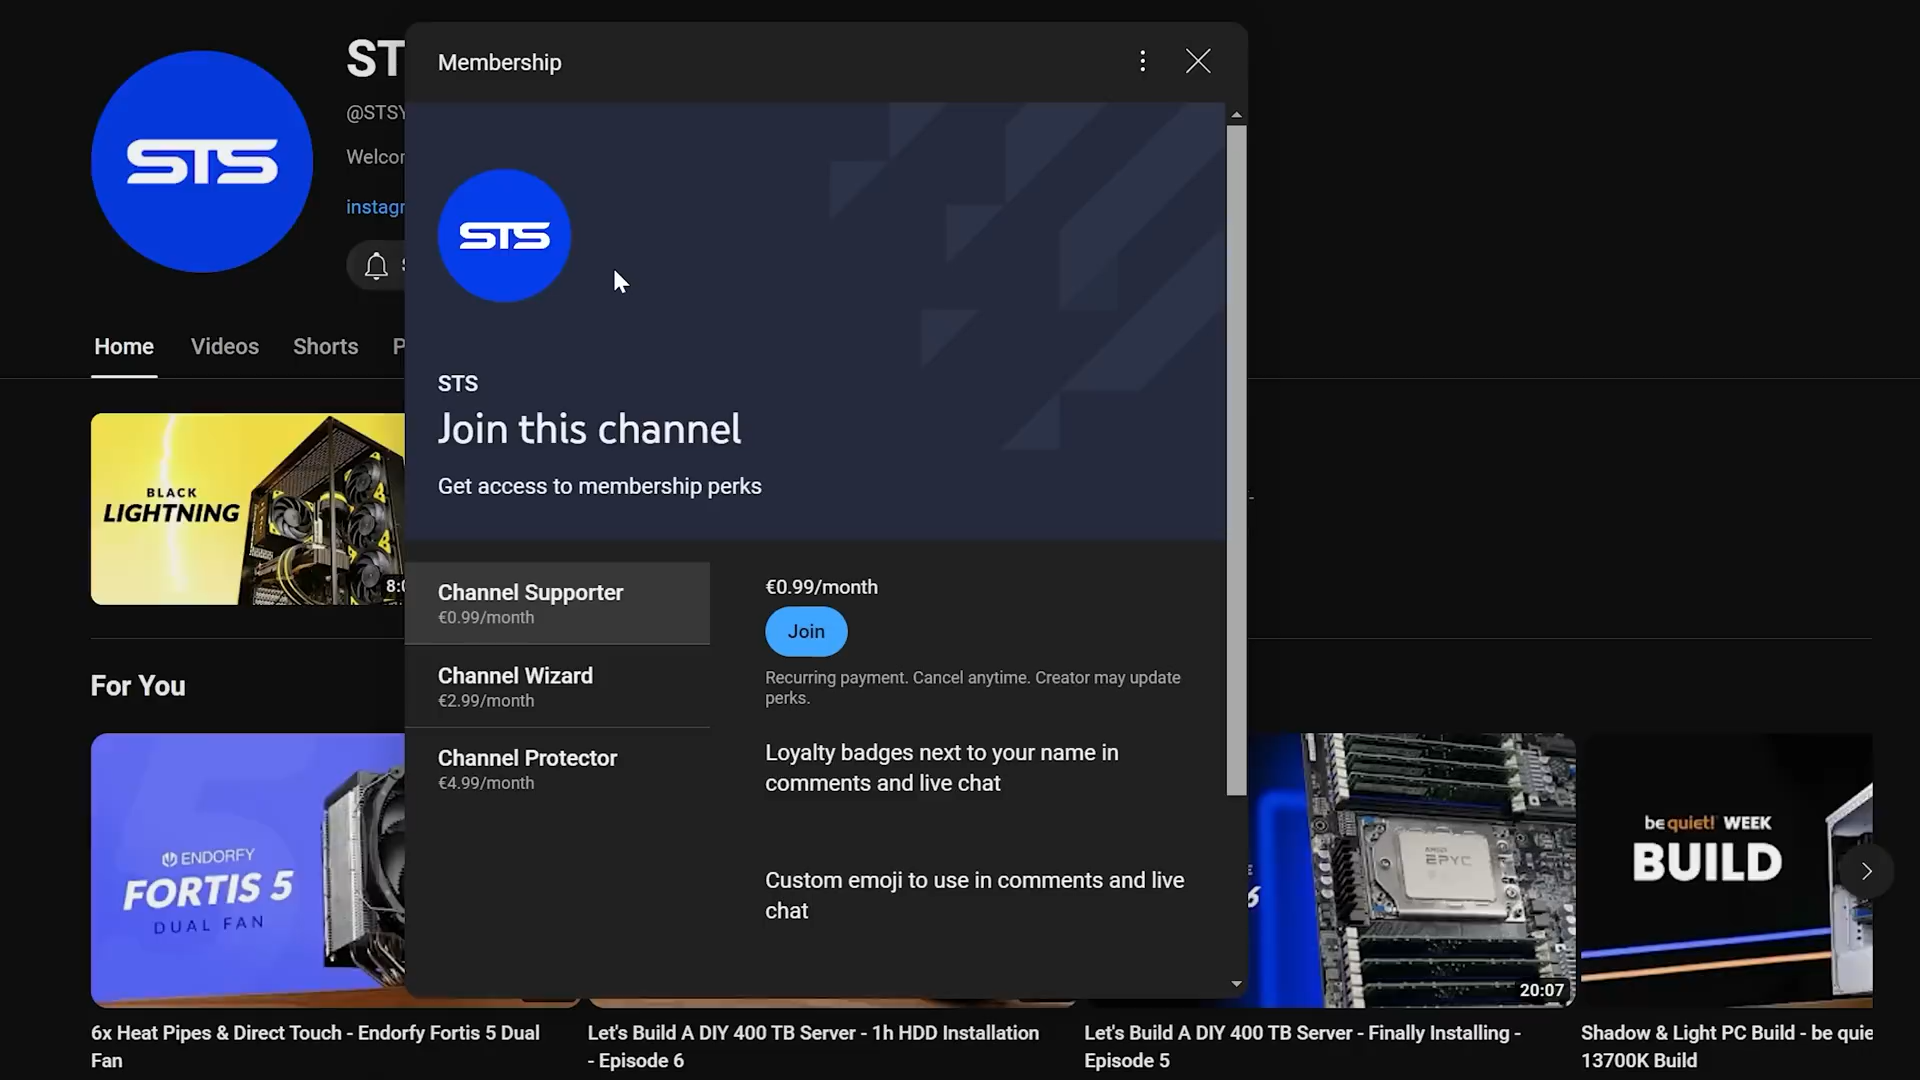 STS
ST
@STSY
Welcor
instagr
Home
Videos
Shorts
P
BLACK
LIGHTNING
8:0
For You
ENDORFY
FORTIS 5
DUAL FAN
6x Heat Pipes & Direct Touch - Endorfy Fortis 5 Dual
Fan
Membership
STS
STS
Join this channel
Get access to membership perks
Channel Supporter
€0.99/month
Channel Wizard
€2.99/month
Channel Protector
€4.99/month
€0.99/month
Join
Recurring payment. Cancel anytime. Creator may update
perks.
Loyalty badges next to your name in
comments and live chat
Custom emoji to use in comments and live
chat
Let's Build A DIY 400 TB Server - 1h HDD Installation
- Episode 6
AMD
EPYC
20:07
Let's Build A DIY 400 TB Server - Finally Installing -
Episode 5
be quiet! WEEK
BUILD
Shadow & Light PC Build - be quie
13700K Build